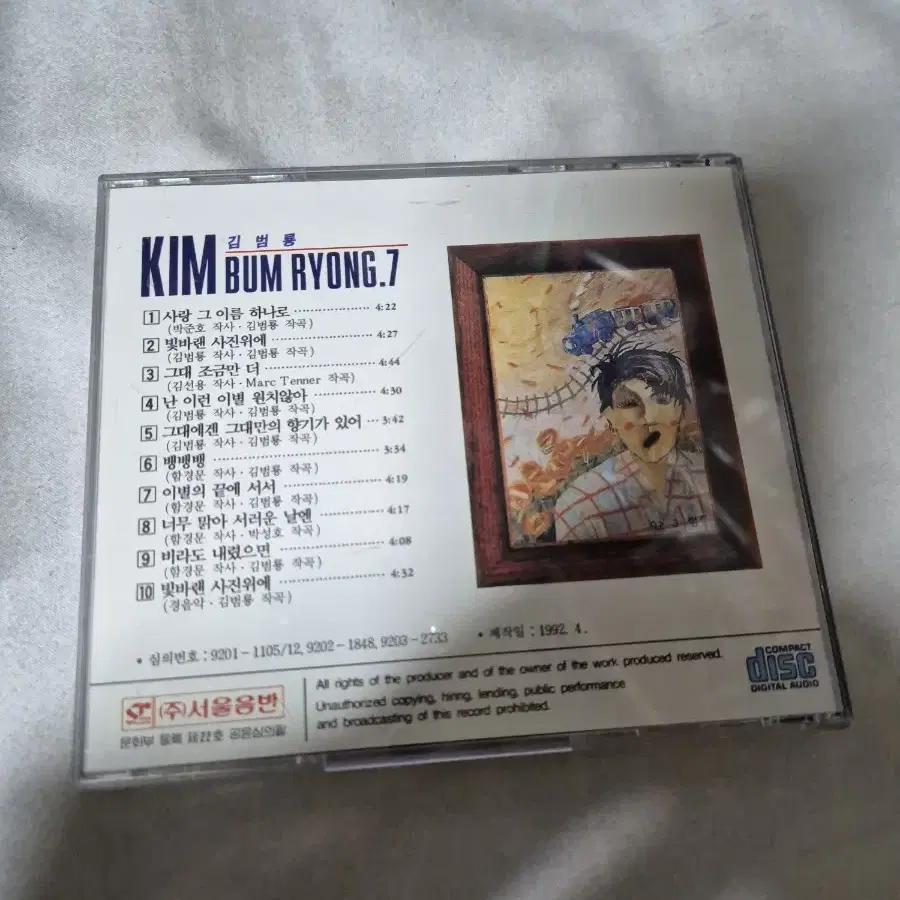 김범룡
KIM BUM RYONG.7
1 사랑 그 이름 하나로 4:22
(박준호 작사·김범룡 작곡)
2 빛바랜 사진위에 4:27
(김범룡 작사·김범룡 작곡)
3 그대 조금만 더 4:44
(김선용 작사·Marc Tenner 작곡)
4 난 이런 이별 원치않아 4:30
(김범룡 작사·김범룡 작곡)
5 그대에겐 그대만의 향기가 있어 3:42
(김범룡 작사·김범룡 작곡)
6 뱅뱅뱅 3:34
(함경문 작사·김범룡 작곡)
7 이별의 끝에 서서 4:19
(함경문 작사·김범룡 작곡)
8 너무 맑아 서러운 날엔 4:17
(함경문 작사·박성호 작곡)
9 비라도 내렸으면 4:08
(함경문 작사·김범룡 작곡)
10 빛바랜 사진위에 4:32
(경음악·김범룡 작곡)
• 심의번호 : 9201-1105/12, 9202-1848, 9203-2733 • 제작일 : 1992. 4.
(주)서울음반
All rights of the producer and of the owner of the work produced reserved.
Unauthorized copying, hiring, lending, public performance
and broadcasting of this record prohibited.
COMPACT
disc
DIGITAL AUDIO